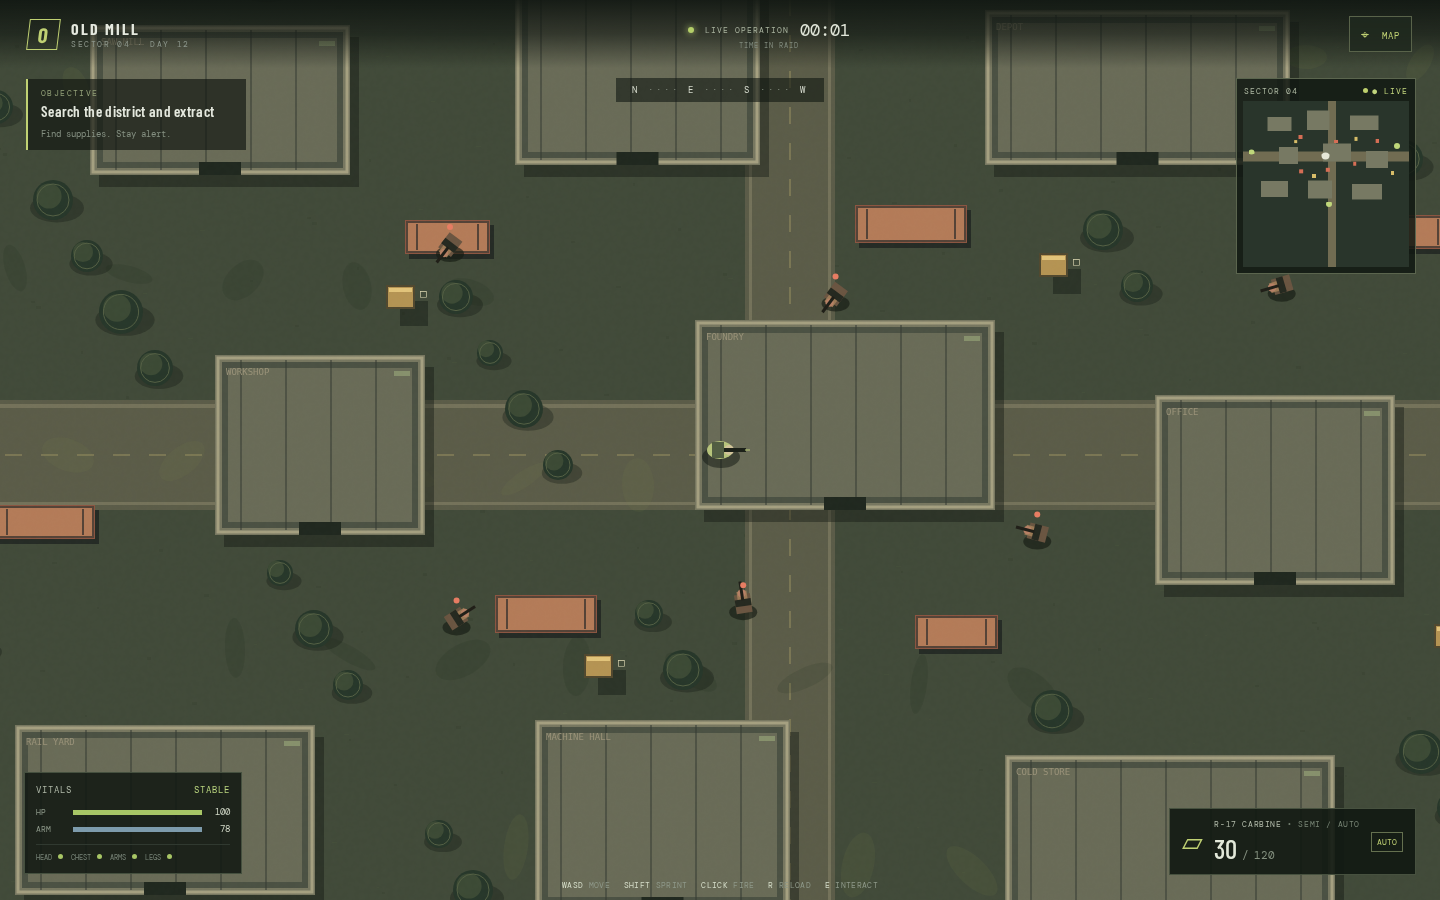 0
OLD MILL
SECTOR 04 DAY 12
LIVE OPERATION 00:01
TIME IN RAID
MAP
DEPOT
OBJECTIVE
Search the district and extract
Find supplies. Stay alert.
N ···· E ···· S ···· W
SECTOR 04 LIVE
FOUNDRY
WORKSHOP
OFFICE
RAIL YARD
MACHINE HALL
COLD STORE
VITALS STABLE
HP 100
ARM 78
HEAD CHEST ARMS LEGS
R-17 CARBINE • SEMI / AUTO
30 / 120
AUTO
WASD MOVE SHIFT SPRINT CLICK FIRE R RELOAD E INTERACT